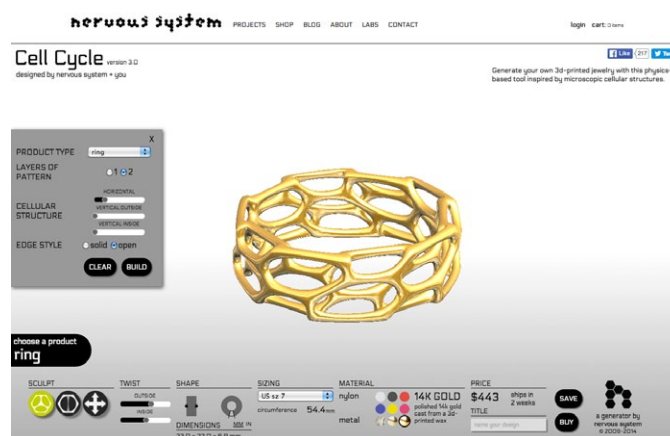 nervous system PROJECTS SHOP BLOG ABOUT LABS CONTACT login cart: 0 items
Cell Cycle version 3.0
designed by nervous system + you
Like 217
Generate your own 3d-printed jewelry with this physics-
based tool inspired by microscopic cellular structures.
X
PRODUCT TYPE ring
LAYERS OF
PATTERN
1 2
HORIZONTAL
CELLULAR
STRUCTURE
VERTICAL OUTSIDE
VERTICAL INSIDE
EDGE STYLE solid open
CLEAR BUILD
choose a product
ring
SCULPT
TWIST
OUTSIDE
INSIDE
SHAPE
DIMENSIONS MM IN
SIZING
US sz 7
circumference 54.4mm
MATERIAL
nylon
metal
14K GOLD
polished 14k gold
cast from a 3d-
printed wax
PRICE
$443 ships in
2 weeks
TITLE
name your design
SAVE
BUY
a generator by
nervous system
© 2009-2014